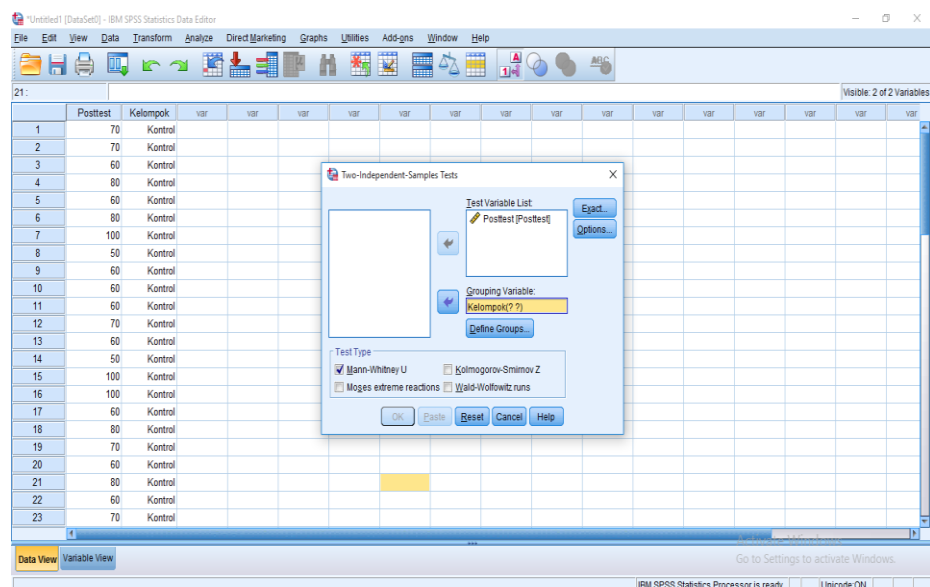 *Untitled1 [DataSet0] - IBM SPSS Statistics Data Editor
File Edit View Data Transform Analyze Direct Marketing Graphs Utilities Add-ons Window Help
21 :
Visible: 2 of 2 Variables
Posttest Kelompok var var var var var var var var var var var var var var var
1 70 Kontrol
2 70 Kontrol
3 60 Kontrol
4 80 Kontrol
5 60 Kontrol
6 80 Kontrol
7 100 Kontrol
8 50 Kontrol
9 60 Kontrol
10 60 Kontrol
11 60 Kontrol
12 70 Kontrol
13 60 Kontrol
14 50 Kontrol
15 100 Kontrol
16 100 Kontrol
17 60 Kontrol
18 80 Kontrol
19 70 Kontrol
20 60 Kontrol
21 80 Kontrol
22 60 Kontrol
23 70 Kontrol
Two-Independent-Samples Tests
Test Variable List:
Posttest [Posttest]
Exact...
Options...
Grouping Variable:
Kelompok(? ?)
Define Groups...
Test Type
Mann-Whitney U Kolmogorov-Smirnov Z
Moses extreme reactions Wald-Wolfowitz runs
OK Paste Reset Cancel Help
Activate Windows
Go to Settings to activate Windows.
Data View Variable View
IBM SPSS Statistics Processor is ready Unicode:ON